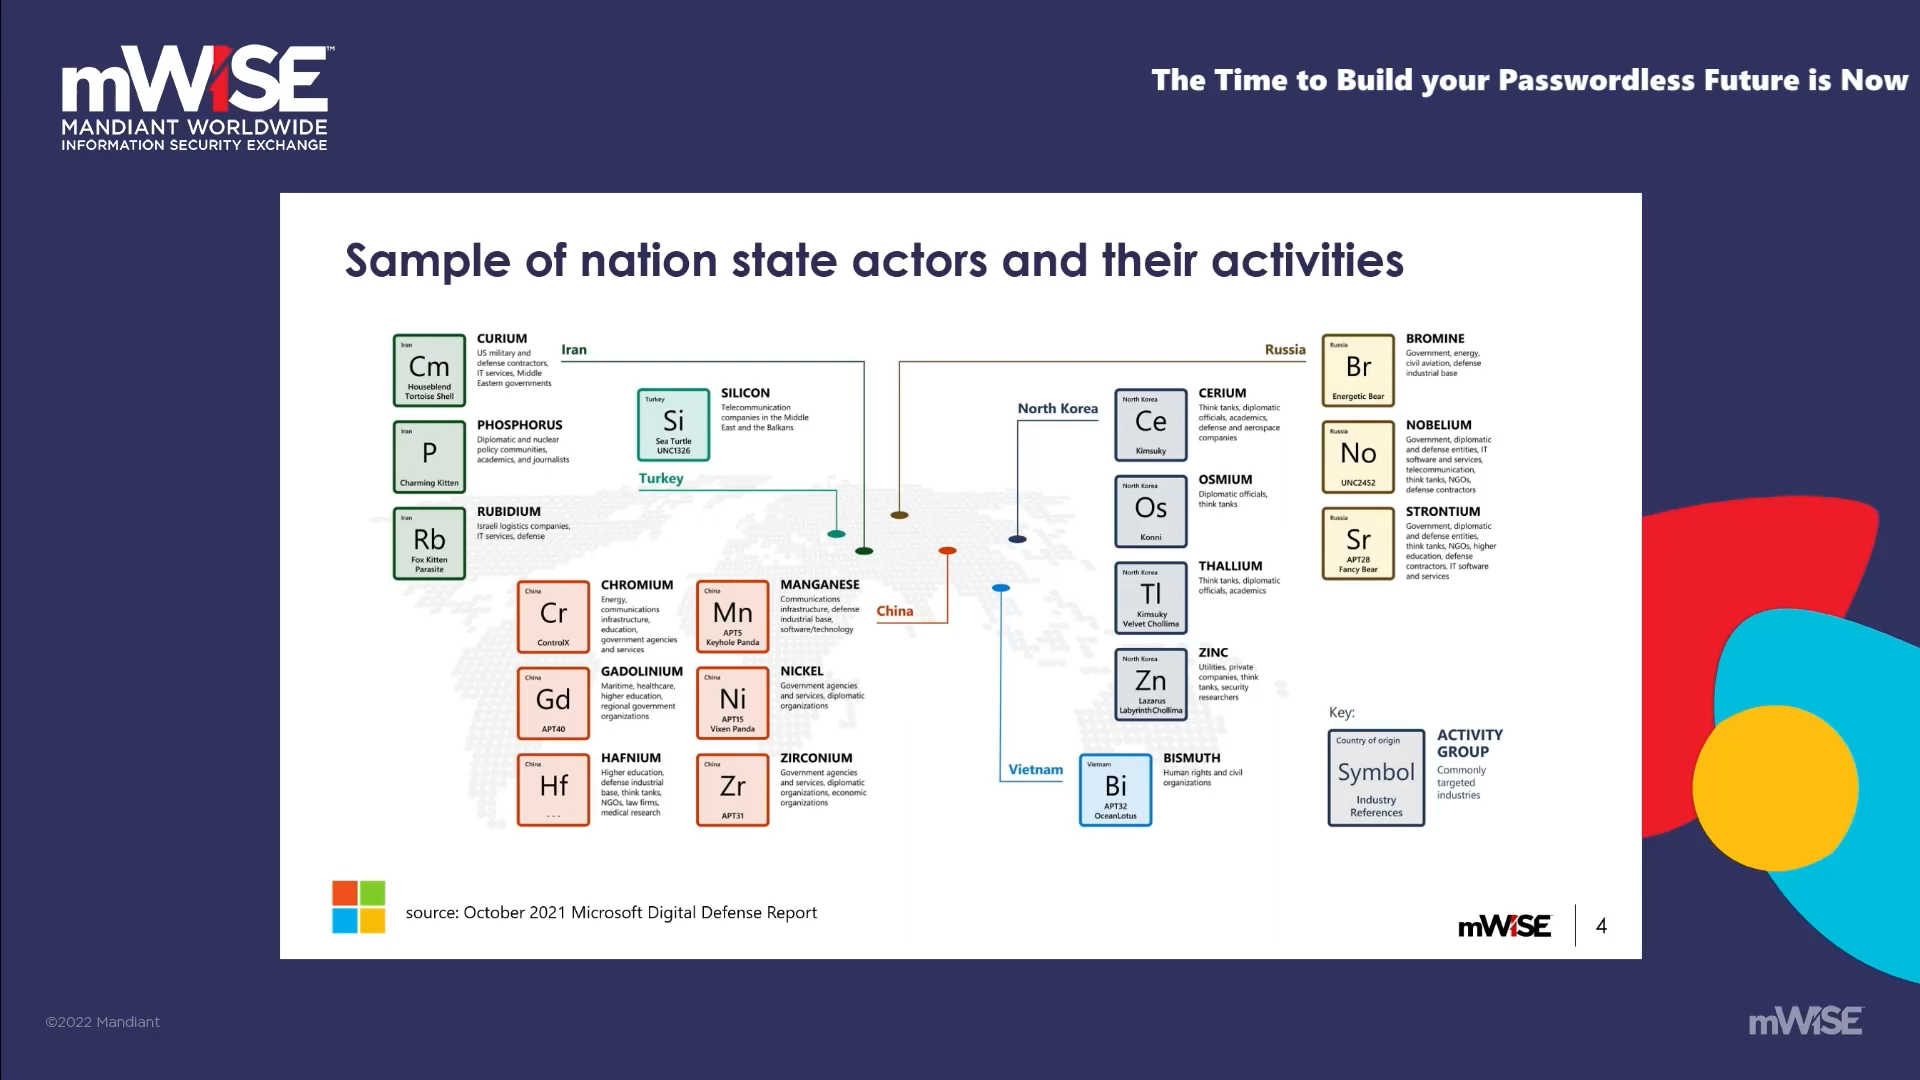 mWISE™
MANDIANT WORLDWIDE
INFORMATION SECURITY EXCHANGE
The Time to Build your Passwordless Future is Now
Sample of nation state actors and their activities
Iran
Cm
Houseblend
Tortoise Shell
CURIUM
US military and
defense contractors,
IT services, Middle
Eastern governments
Iran
P
Charming Kitten
PHOSPHORUS
Diplomatic and nuclear
policy communities,
academics, and journalists
Iran
Rb
Fox Kitten
Parasite
RUBIDIUM
Israeli logistics companies,
IT services, defense
Iran
Turkey
Si
Sea Turtle
UNC1326
SILICON
Telecommunication
companies in the Middle
East and the Balkans
Turkey
China
Cr
ControlX
CHROMIUM
Energy,
communications
infrastructure,
education,
government agencies
and services
China
Gd
APT40
GADOLINIUM
Maritime, healthcare,
higher education,
regional government
organizations
China
Hf
- - -
HAFNIUM
Higher education,
defense industrial
base, think tanks,
NGOs, law firms,
medical research
China
Mn
APT5
Keyhole Panda
MANGANESE
Communications
infrastructure, defense
industrial base,
software/technology
China
Ni
APT15
Vixen Panda
NICKEL
Government agencies
and services, diplomatic
organizations
China
Zr
APT31
ZIRCONIUM
Government agencies
and services, diplomatic
organizations, economic
organizations
China
North Korea
North Korea
Ce
Kimsuky
CERIUM
Think tanks, diplomatic
officials, academics,
defense and aerospace
companies
North Korea
Os
Konni
OSMIUM
Diplomatic officials,
think tanks
North Korea
Tl
Kimsuky
Velvet Chollima
THALLIUM
Think tanks, diplomatic
officials, academics
North Korea
Zn
Lazarus
LabyrinthChollima
ZINC
Utilities, private
companies, think
tanks, security
researchers
Vietnam
Vietnam
Bi
APT32
OceanLotus
BISMUTH
Human rights and civil
organizations
Russia
Russia
Br
Energetic Bear
BROMINE
Government, energy,
civil aviation, defense
industrial base
Russia
No
UNC2452
NOBELIUM
Government, diplomatic
and defense entities, IT
software and services,
telecommunication,
think tanks, NGOs,
defense contractors
Russia
Sr
APT28
Fancy Bear
STRONTIUM
Government, diplomatic
and defense entities,
think tanks, NGOs, higher
education, defense
contractors, IT software
and services
Key:
Country of origin
Symbol
Industry
References
ACTIVITY
GROUP
Commonly
targeted
industries
source: October 2021 Microsoft Digital Defense Report
mWISE
4
©2022 Mandiant
mWISE